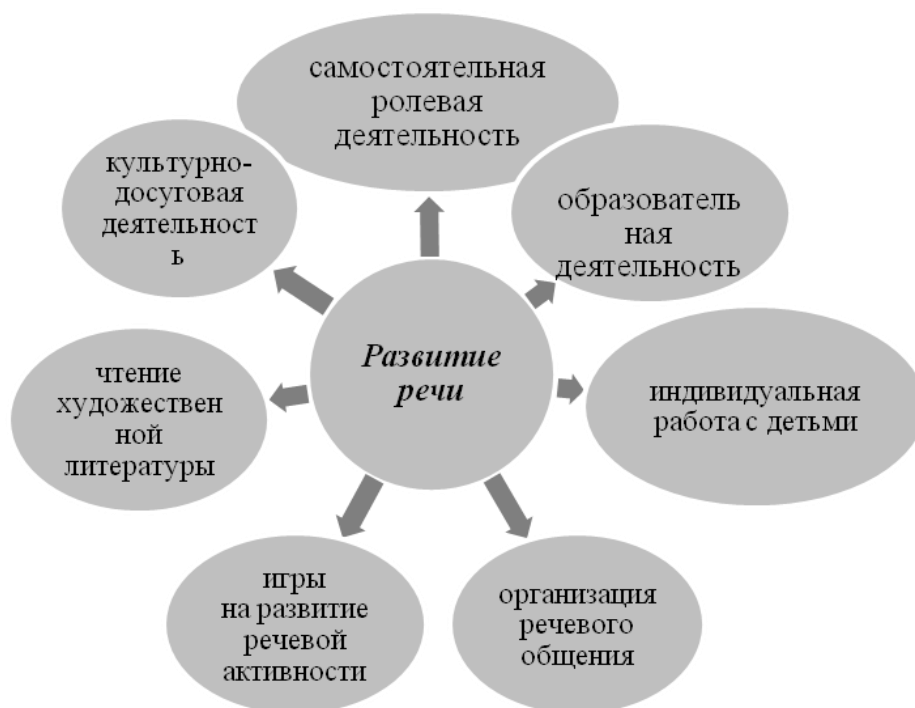 самостоятельная
ролевая
деятельность
культурно-
досуговая
деятельност
ь
образователь
ная
деятельность
Развитие
речи
чтение
художествен
ной
литературы
индивидуальная
работа с детьми
игры
на развитие
речевой
активности
организация
речевого
общения